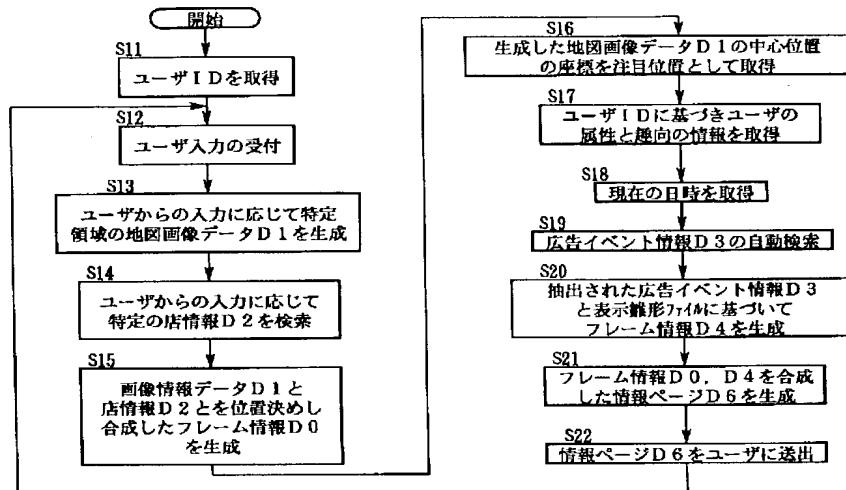 開始
S11
ユーザIDを取得
S12
ユーザ入力の受付
S13
ユーザからの入力に応じて特定
領域の地図画像データD1を生成
S14
ユーザからの入力に応じて
特定の店情報D2を検索
S15
画像情報データD1と
店情報D2とを位置決めし
合成したフレーム情報D0
を生成
S16
生成した地図画像データD1の中心位置
の座標を注目位置として取得
S17
ユーザIDに基づきユーザの
属性と趣向の情報を取得
S18
現在の日時を取得
S19
広告イベント情報D3の自動検索
S20
抽出された広告イベント情報D3
と表示雛形ファイルに基づいて
フレーム情報D4を生成
S21
フレーム情報D0，D4を合成
した情報ページD6を生成
S22
情報ページD6をユーザに送出